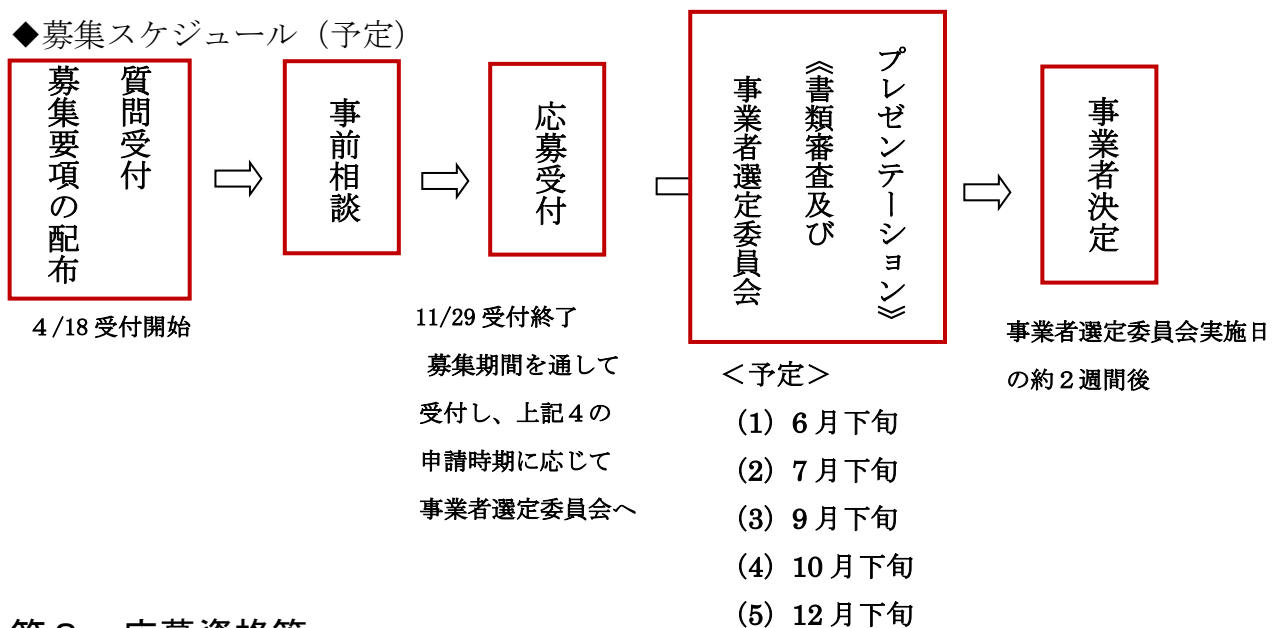 ◆募集スケジュール（予定）
質問受付
募集要項の配布
事前相談
応募受付
プレゼンテーション》
《書類審査及び
事業者選定委員会
事業者決定
４/18 受付開始
11/29 受付終了
募集期間を通して
受付し、上記４の
申請時期に応じて
事業者選定委員会へ
＜予定＞
(1) 6 月下旬
(2) 7 月下旬
(3) 9 月下旬
(4) 10 月下旬
(5) 12 月下旬
事業者選定委員会実施日
の約２週間後